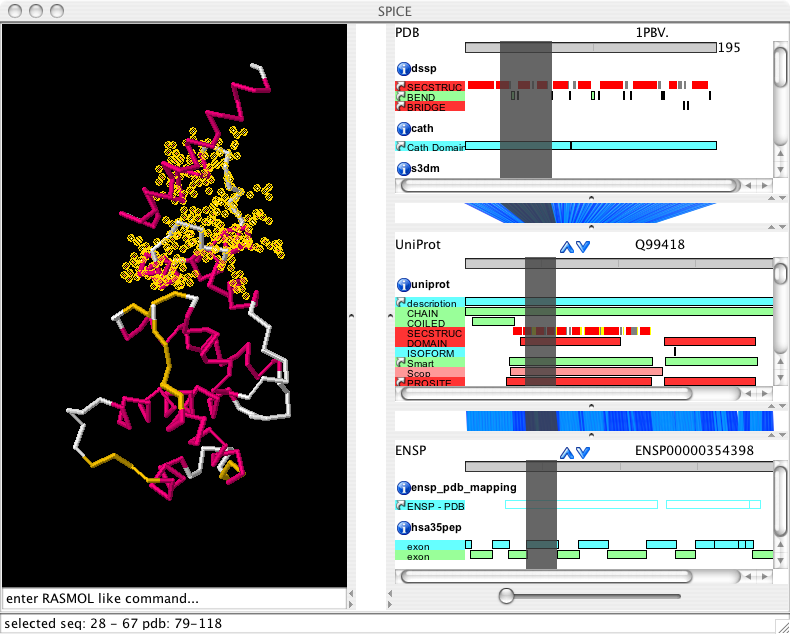 SPICE
PDB 1PBV.
195
dssp
SECSTRUC
BEND
BRIDGE
cath
Cath Domain
s3dm
UniProt Q99418
uniprot
description
CHAIN
COILED
SECSTRUC
DOMAIN
ISOFORM
Smart
Scop
PROSITE
ENSP ENSP00000354398
ensp_pdb_mapping
ENSP - PDB
hsa35pep
exon
exon
enter RASMOL like command...
selected seq: 28 - 67 pdb: 79-118